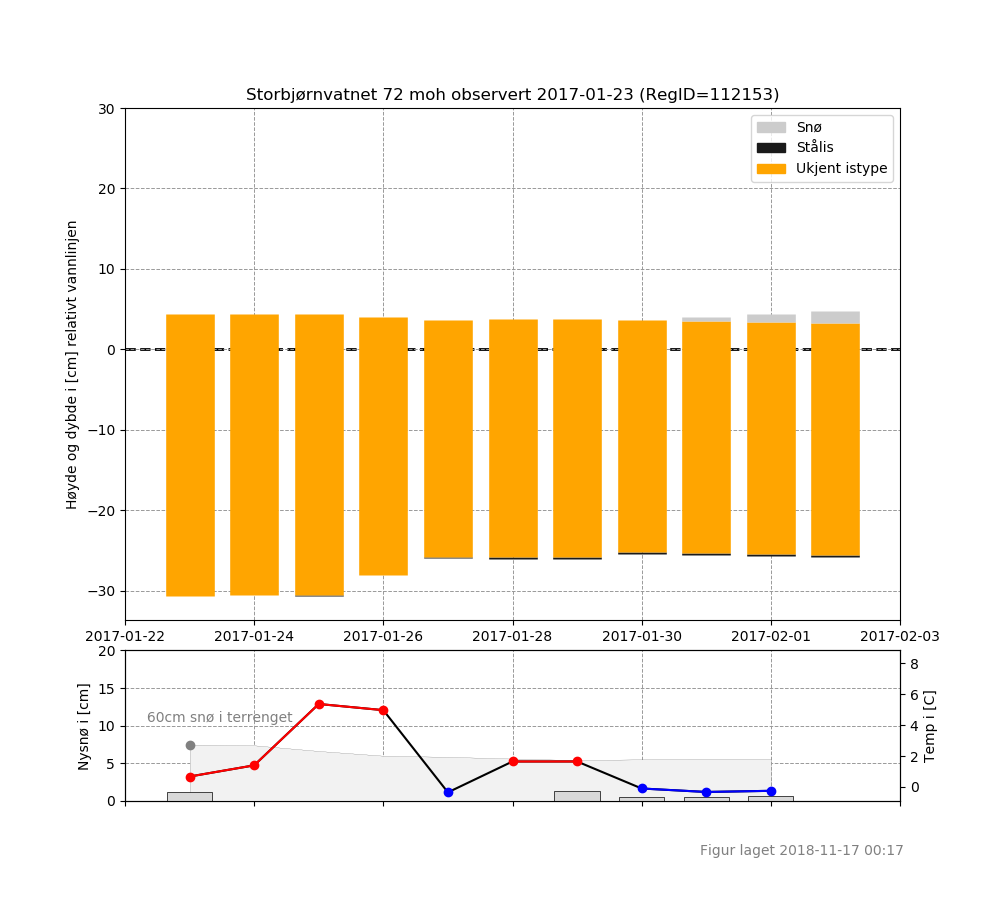 Storbjørnvatnet 72 moh observert 2017-01-23 (RegID=112153)
Høyde og dybde i [cm] relativt vannlinjen
30
20
10
0
−10
−20
−30
Snø
Stålis
Ukjent istype
2017-01-22 2017-01-24 2017-01-26 2017-01-28 2017-01-30 2017-02-01 2017-02-03
Nysnø i [cm]
20
15
10
5
0
60cm snø i terrenget
8
6
4
2
0
Temp i [C]
Figur laget 2018-11-17 00:17